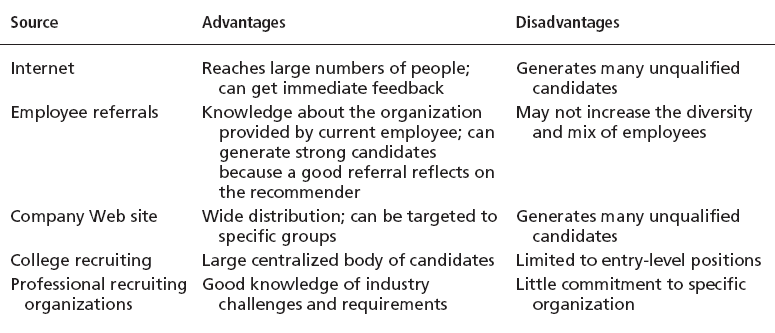 Source Advantages Disadvantages
Internet Reaches large numbers of people; Generates many unqualified
can get immediate feedback candidates
Employee referrals Knowledge about the organization May not increase the diversity
provided by current employee; can and mix of employees
generate strong candidates
because a good referral reflects on
the recommender
Company Web site Wide distribution; can be targeted to Generates many unqualified
specific groups candidates
College recruiting Large centralized body of candidates Limited to entry-level positions
Professional recruiting Good knowledge of industry Little commitment to specific
organizations challenges and requirements organization